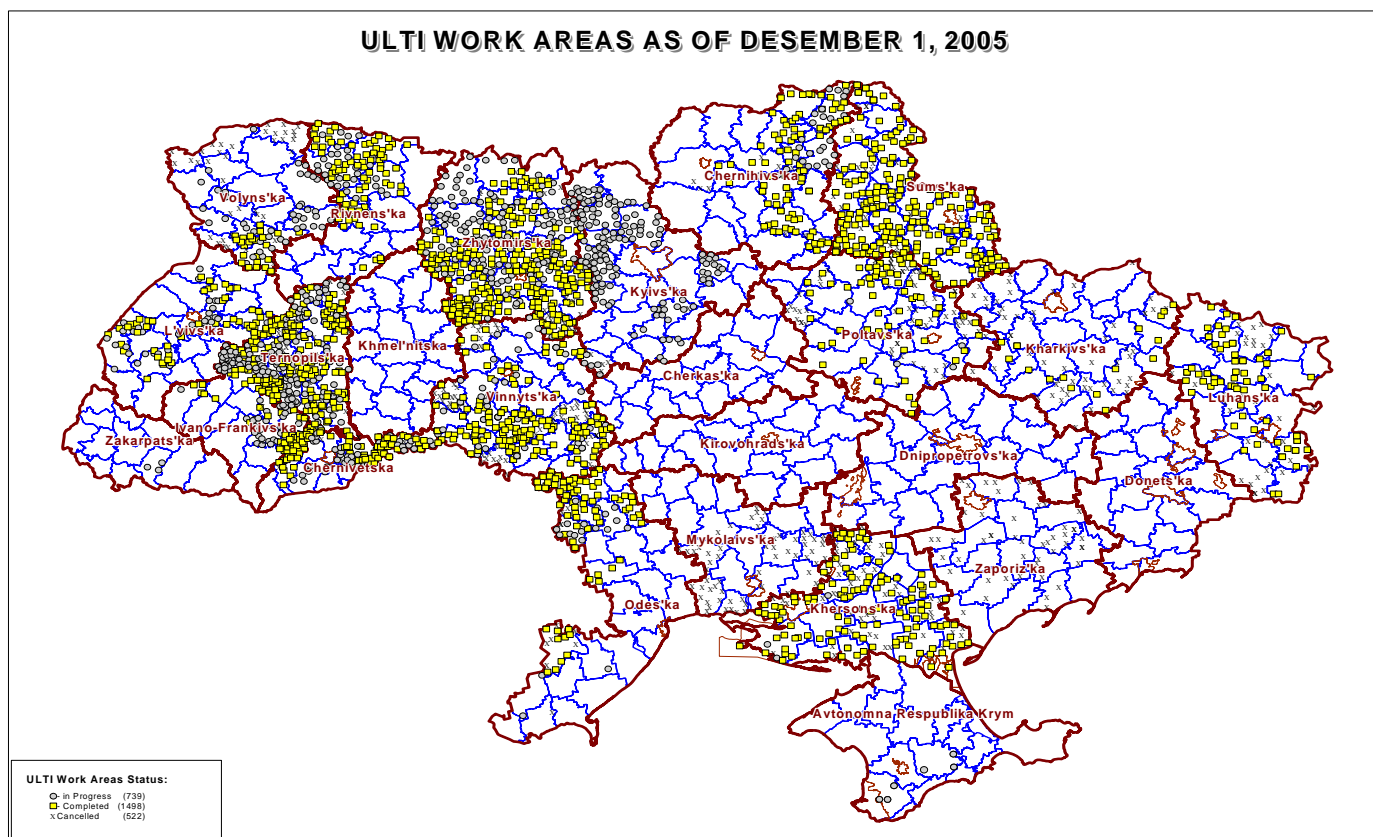 ULTI WORK AREAS AS OF DESEMBER 1, 2005
Chernihivs'ka
Sums'ka
Volyns'ka
Rivnens'ka
Zhytomirs'ka
Kyivs'ka
L'vivs'ka
Ternopils'ka
Khmel'nits'ka
Poltavs'ka
Kharkivs'ka
Cherkas'ka
Vinnyts'ka
Luhans'ka
Ivano-Frankivs'ka
Zakarpats'ka
Chernivetska
Kirovohrads'ka
Dnipropetrovs'ka
Donets'ka
Mykolaivs'ka
Zaporiz'ka
Odes'ka
Khersons'ka
Avtonomna Respublika Krym
ULTI Work Areas Status:
- in Progress (739)
- Completed (1498)
x Cancelled (522)